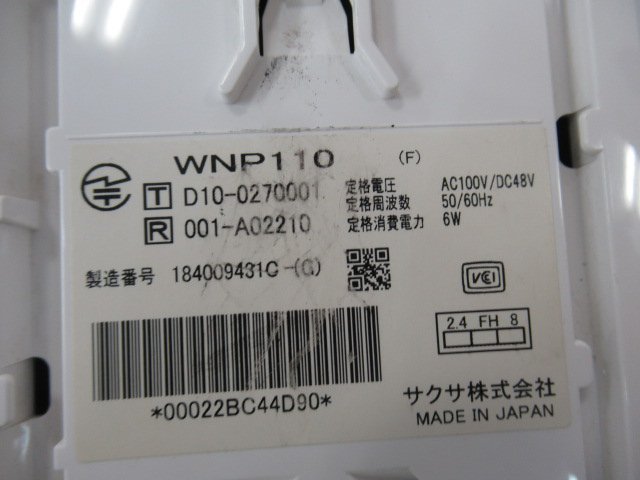 WNP110 (F)
T D10-0270001
R 001-A02210
定格電圧 AC100V/DC48V
定格周波数 50/60Hz
定格消費電力 6W
製造番号 184009431C-(G)
VCI
2.4 FH 8
*00022BC44D90*
サクサ株式会社
MADE IN JAPAN